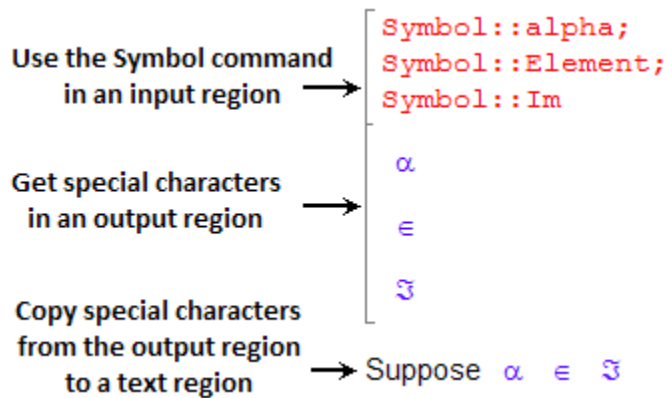 Use the Symbol command
in an input region
Symbol::alpha;
Symbol::Element;
Symbol::Im
Get special characters
in an output region
α
∈
ℑ
Copy special characters
from the output region
to a text region
Suppose α ∈ ℑ